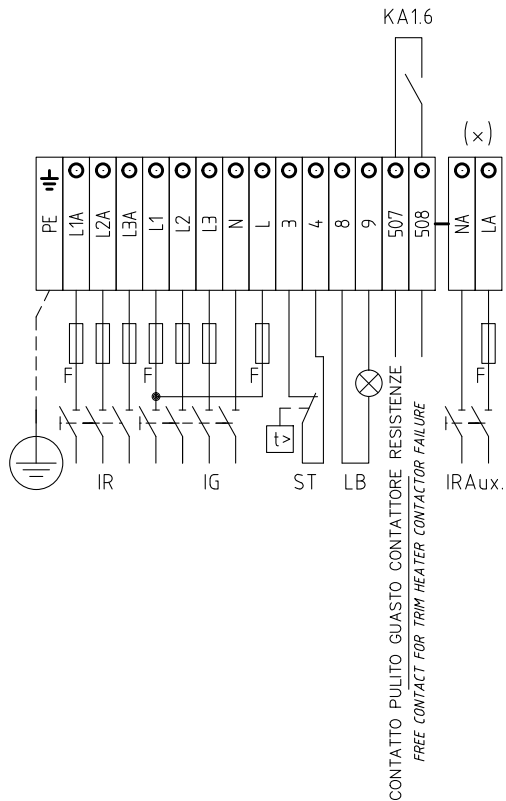 KA1.6
(x)
PE
L1A
L2A
L3A
L1
L2
L3
N
L
3
4
8
9
507
508
NA
LA
F
F
F
F
t>
IR
IG
ST
LB
IRAux.
CONTATTO PULITO GUASTO CONTATTORE RESISTENZE
FREE CONTACT FOR TRIM HEATER CONTACTOR FAILURE